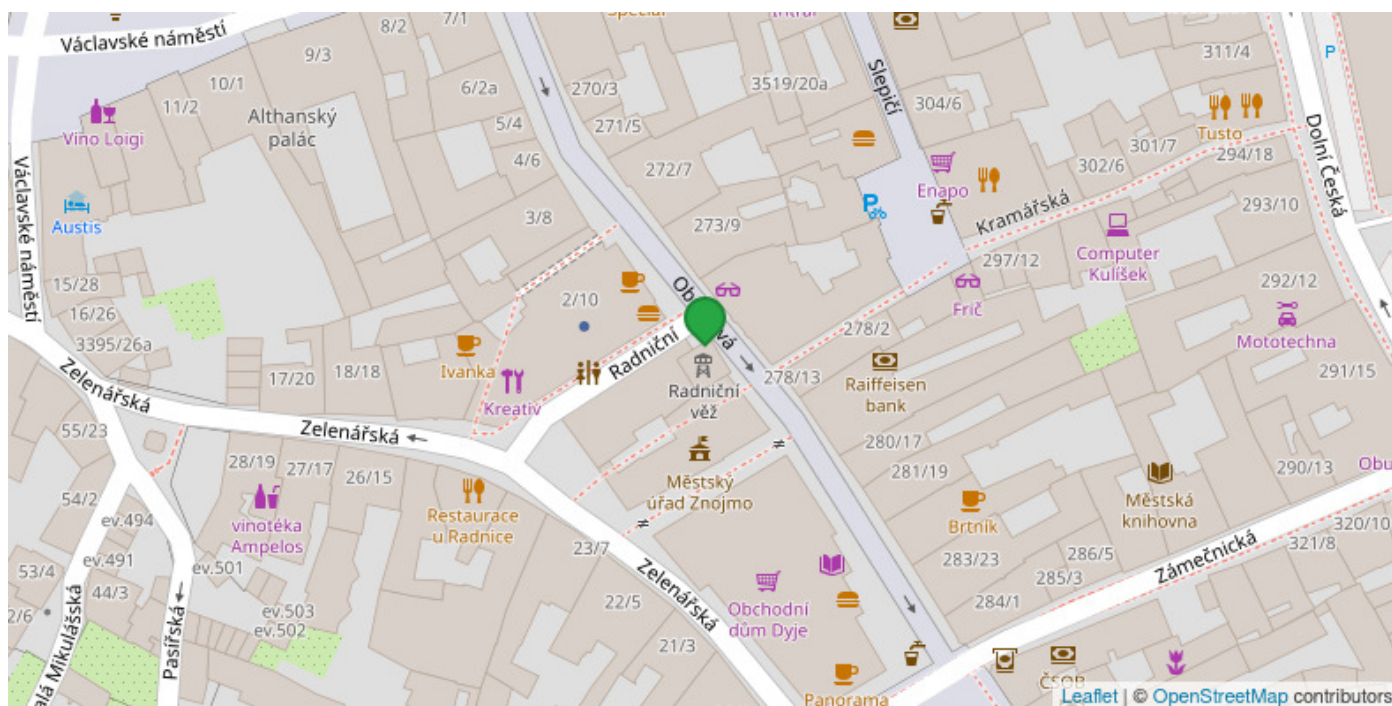 Václavské náměstí
8/2
7/1
9/3
10/1
11/2
6/2a
270/3
3519/20a
Slepičí
304/6
311/4
P
Víno Loigi
Althanský
palác
5/4
271/5
4/6
272/7
Enapo
301/7
302/6
Tusto
294/18
Dolní Česká
Václavské náměstí
Austis
3/8
273/9
P
Kramářská
293/10
297/12
Computer
Kulíšek
15/28
16/26
3395/26a
2/10
Frič
292/12
Mototechna
278/2
Radniční
Ivanka
17/20
18/18
Kreativ
Radniční
věž
278/13
Raiffeisen
bank
291/15
Zelenářská
Zelenářská
55/23
28/19
27/17
26/15
280/17
281/19
290/13
54/2
Městský
úřad Znojmo
Městská
knihovna
vinotéka
Ampelos
Restaurace
u Radnice
Brtník
ev.494
23/7
320/10
321/8
ev.491
ev.501
283/23
286/5
285/3
Zámečnická
53/4
44/3
Zelenářská
284/1
ev.503
ev.502
22/5
Obchodní
dům Dyje
Pasířská
21/3
Panorama
ČSOB
Leaflet | © OpenStreetMap contributors